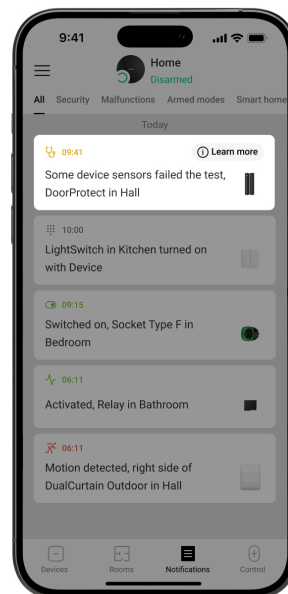 9:41
Home
Disarmed
All Security Malfunctions Armed modes Smart home
Today
09:41
Learn more
Some device sensors failed the test,
DoorProtect in Hall
10:00
LightSwitch in Kitchen turned on
with Device
09:15
Switched on, Socket Type F in
Bedroom
06:11
Activated, Relay in Bathroom
06:11
Motion detected, right side of
DualCurtain Outdoor in Hall
Devices Rooms Notifications Control